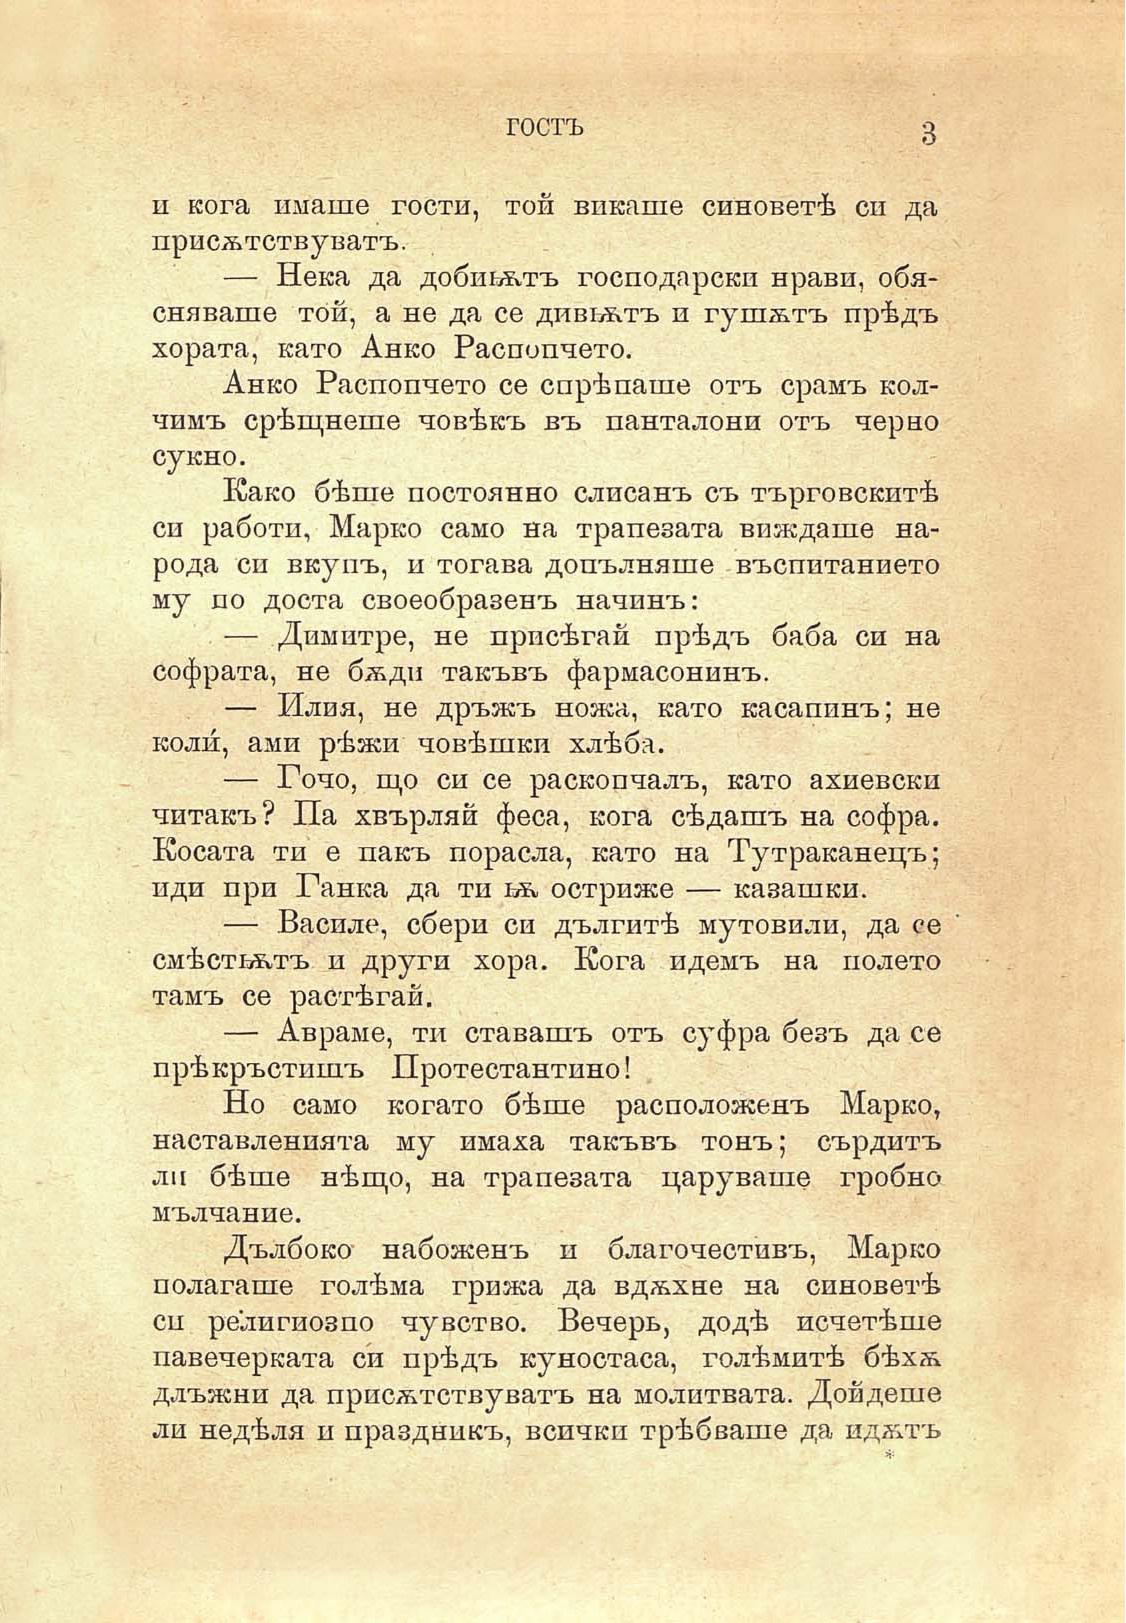 ГОСТЪ 3
и кога имаше гости, той викаше синоветѣ си да
присѫтствуватъ.
— Нека да добиѭтъ господарски нрави, обя-
сняваше той, а не да се дивѭтъ и гушѫтъ прѣдъ
хората, като Анко Распопчето.
Анко Распопчето се спрѣпаше отъ срамъ кол-
чимъ срѣщнеше човѣкъ въ панталони отъ черно
сукно.
Како бѣше постоянно слисанъ съ търговскитѣ
си работи, Марко само на трапезата виждаше на-
рода си вкупъ, и тогава допълняше въспитанието
му по доста своеобразенъ начинъ:
— Димитре, не присѣгай прѣдъ баба си на
софрата, не бѫди такъвъ фармасонинъ.
— Илия, не дръжъ ножа, като касапинъ; не
коли́, ами рѣжи човѣшки хлѣба.
— Гочо, що си се раскопчалъ, като ахиевски
читакъ? Па хвърляй феса, кога сѣдашъ на софра.
Косата ти е пакъ порасла, като на Тутраканецъ;
иди при Ганка да ти ѭ остриже — казашки.
— Василе, сбери си дългитѣ мутовили, да се
смѣстѭтъ и други хора. Кога идемъ на полето
тамъ се растѣгай.
— Авраме, ти ставашъ отъ суфра безъ да се
прѣкръстишъ Протестантино!
Но само когато бѣше расположенъ Марко,
наставленията му имаха такъвъ тонъ; сърдитъ
ли бѣше нѣщо, на трапезата царуваше гробно
мълчание.
Дълбоко набоженъ и благочестивъ, Марко
полагаше голѣма грижа да вдѫхне на синоветѣ
си религиозно чувство. Вечерь, додѣ исчетѣше
павечерката си прѣдъ куностаса, голѣмитѣ бѣхѫ
длъжни да присѫтствуватъ на молитвата. Дойдеше
ли недѣля и праздникъ, всички трѣбваше да идѫтъ
*